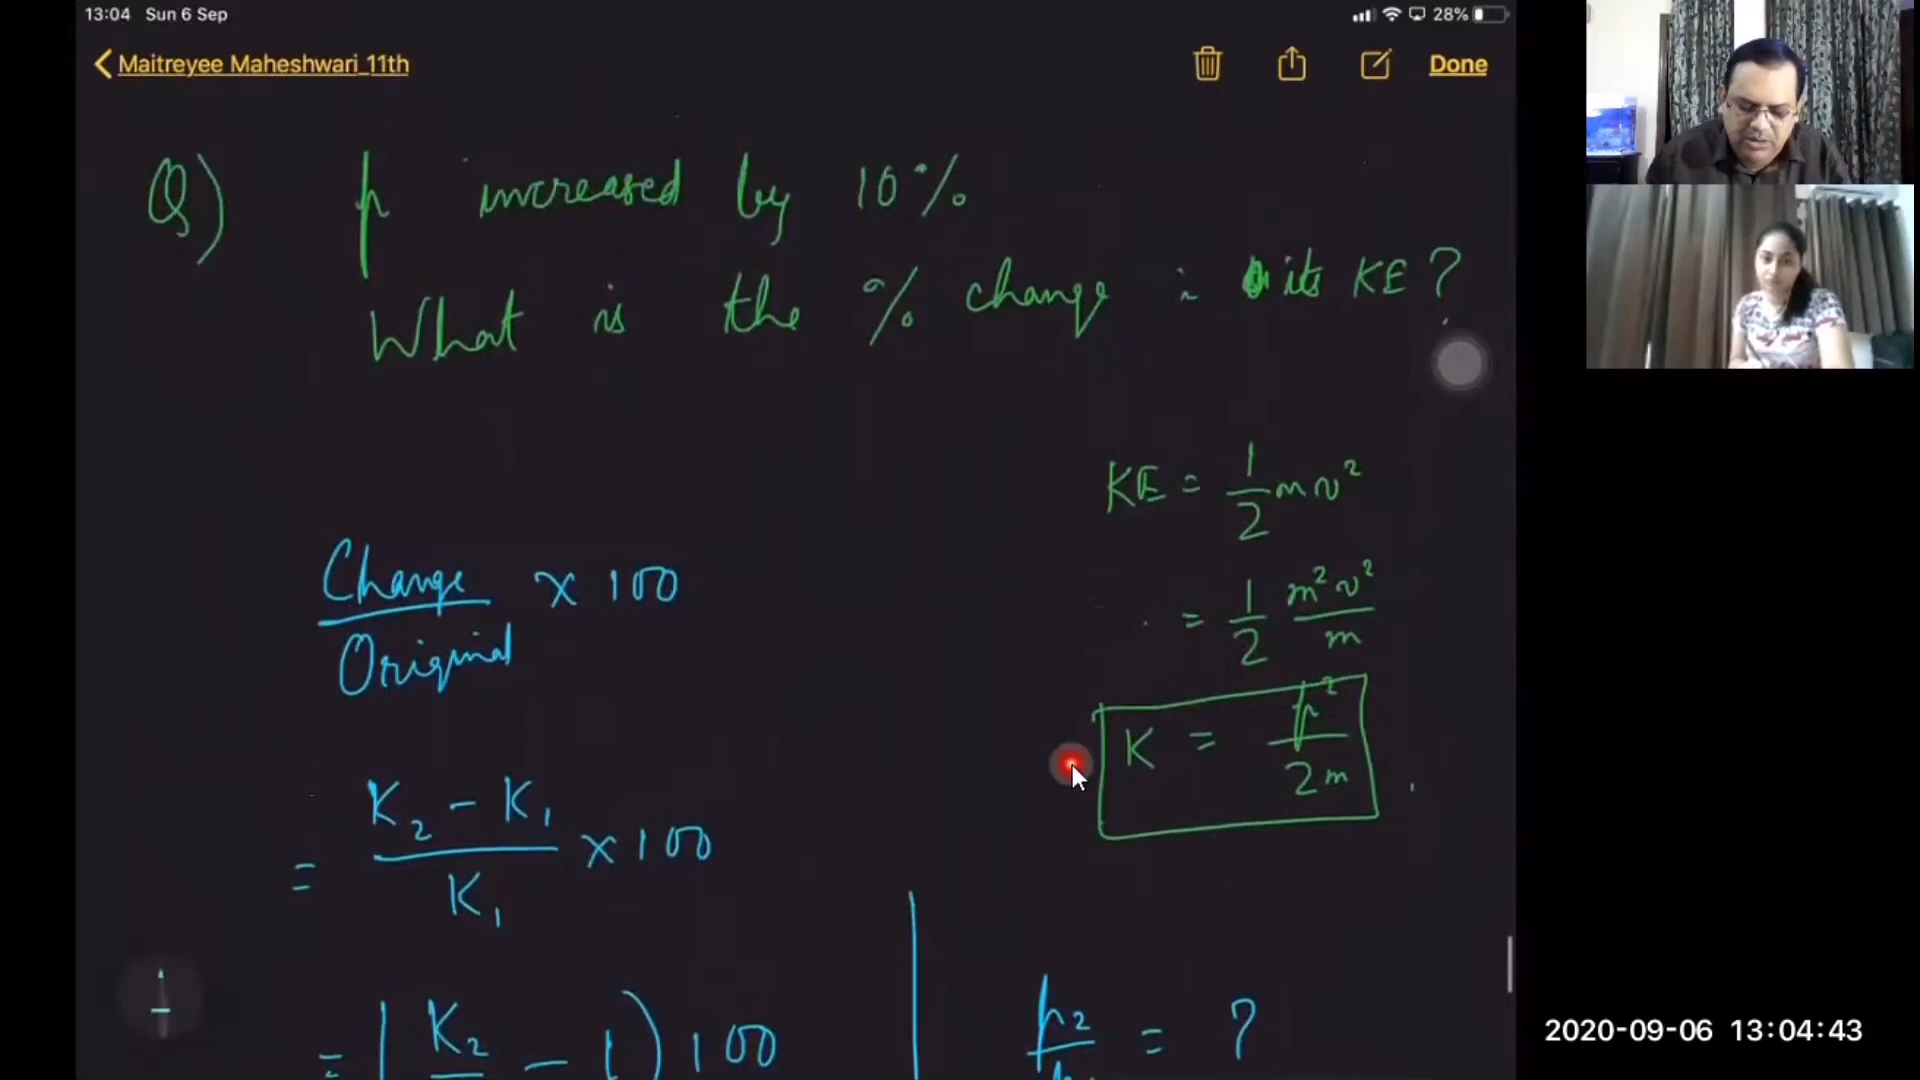 13:04 Sun 6 Sep 28%
Maitreyee Maheshwari_11th Done
Q) p increased by 10%
What is the % change i its KE?
KE = 1/2 mv²
= 1/2 m²v²/m
K = p²/2m
Change/Original x 100
= K₂ - K₁/K₁ x 100
= (K₂ - 1) 100
p₂ = ?
2020-09-06 13:04:43